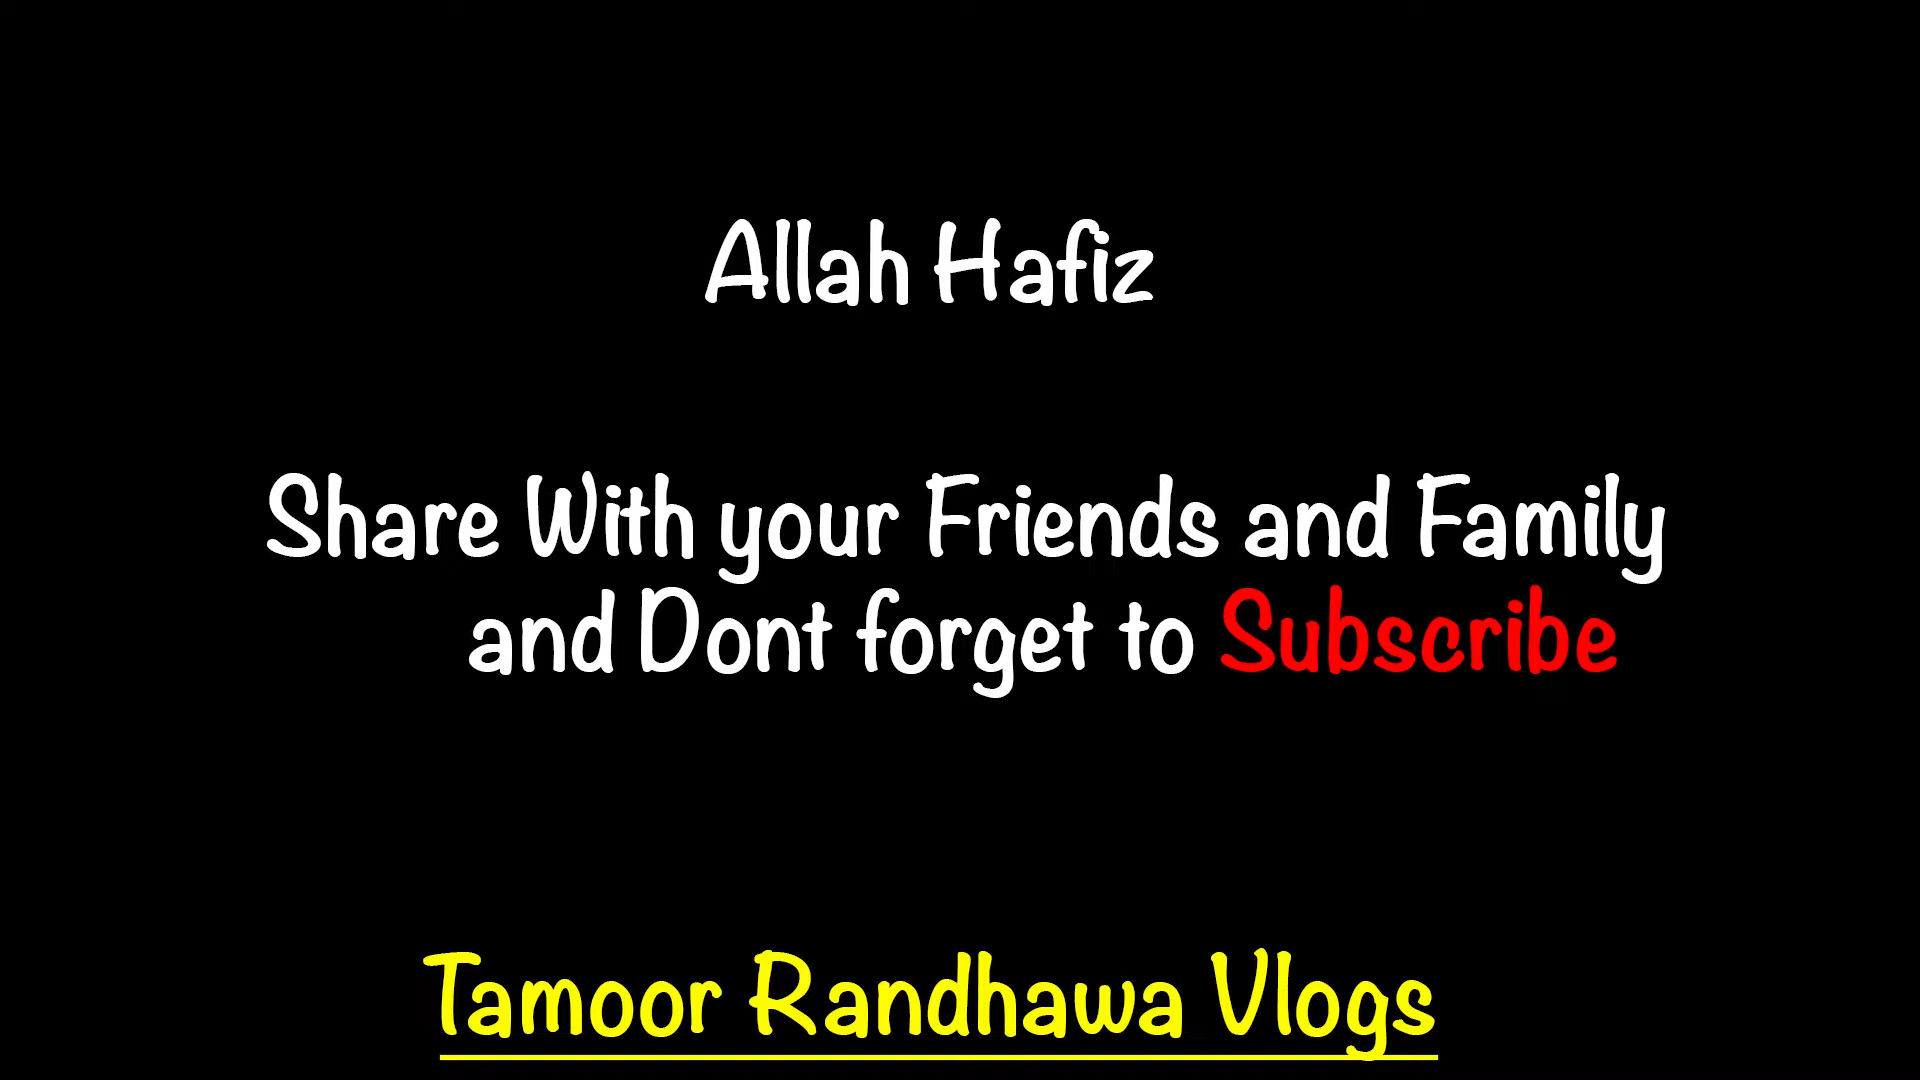 Allah Hafiz
Share With your Friends and Family
and Dont forget to Subscribe
Tamoor Randhawa Vlogs